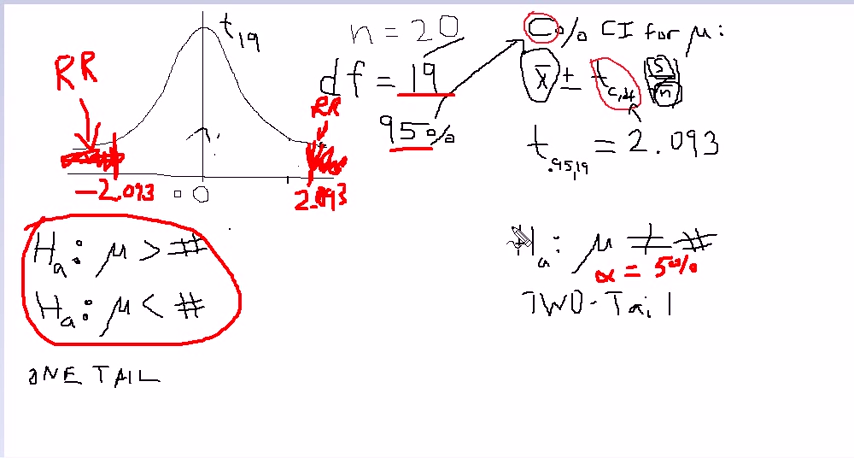 t₁₉
n = 20
df = 19
95%
C% CI for μ:
x̄ ± t c,df s/√n
t .95,19 = 2.093
RR
RR
-2.093 0 2.093
Ha: μ > #
Ha: μ < #
ONE TAIL
Ha: μ ≠ #
α = 5%
TWO-Tail